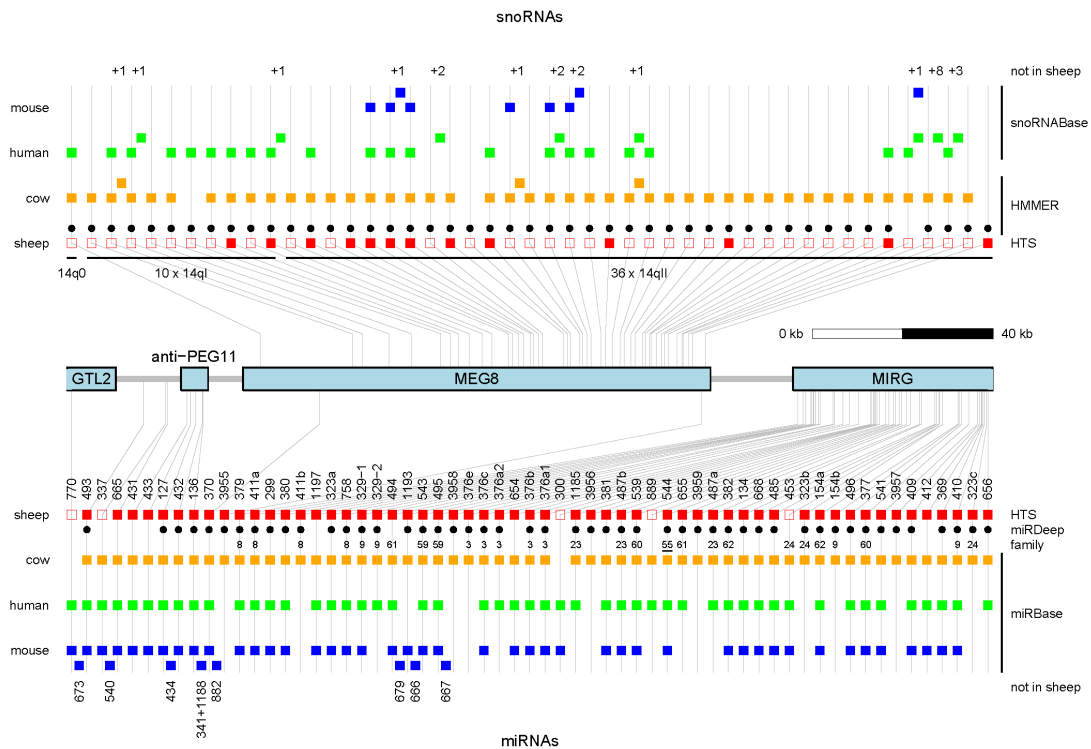 snoRNAs
+1 +1 +1 +1 +2 +1 +2 +2 +1 +1 +8 +3 not in sheep
mouse
snoRNABase
human
cow
HMMER
sheep HTS
14q0 10 x 14qI 36 x 14qII
0 kb 40 kb
anti−PEG11
GTL2 MEG8 MIRG
770 493 337 665 431 433 127 432 136 370 3955 379 411a 299 380 411b 1197 323a 758 329−1 329−2 494 1193 543 495 3958 376e 376c 376a2 654 376b 376a1 300 1185 3956 381 487b 539 889 544 655 3959 487a 382 134 668 485 453 323b 154a 154b 496 377 541 3957 409 412 369 410 323c 656
sheep HTS
miRDeep
8 8 8 8 9 9 61 59 59 3 3 3 3 3 23 23 60 55 61 23 62 24 24 62 9 60 9 24 family
cow
human miRBase
mouse
673 540 434 341+1188 882 679 666 667 not in sheep
miRNAs